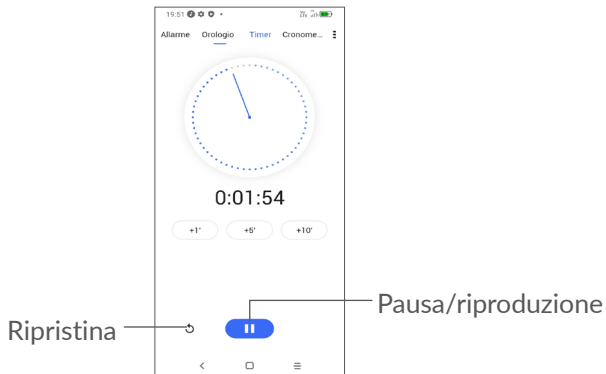 19:51
Allarme Orologio Timer Cronome...
0:01:54
+1' +5' +10'
Pausa/riproduzione
Ripristina